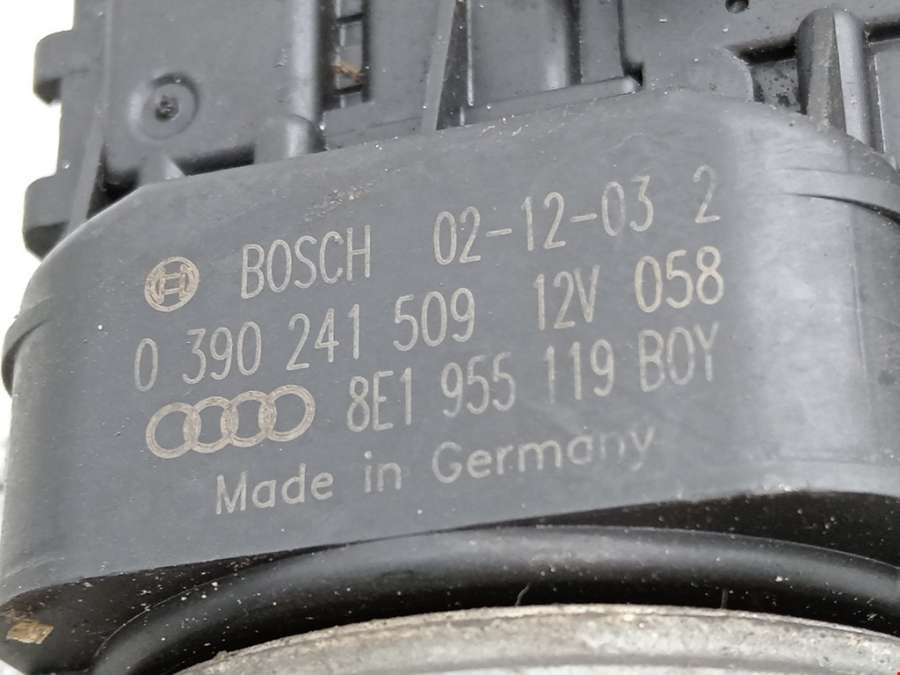 BOSCH 02-12-03 2
0 390 241 509 12V 058
8E1 955 119 BOY
Made in Germany